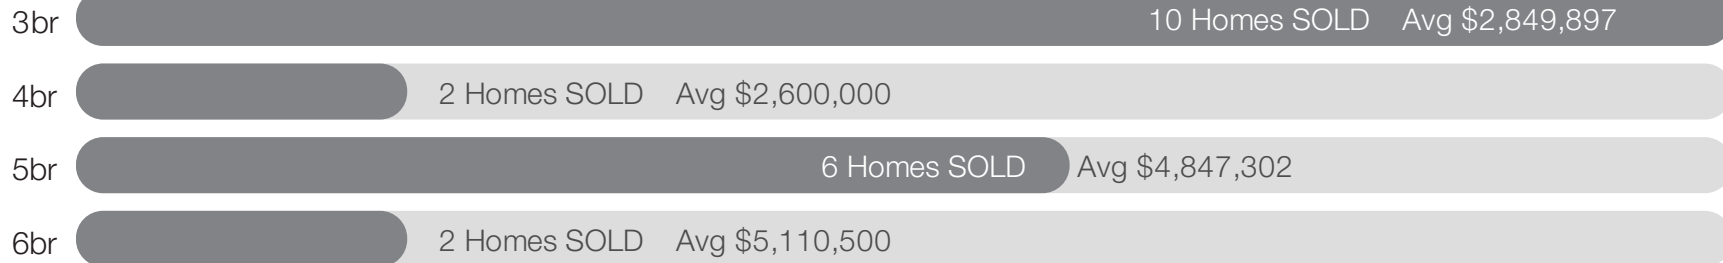 3br 10 Homes SOLD Avg $2,849,897
4br 2 Homes SOLD Avg $2,600,000
5br 6 Homes SOLD Avg $4,847,302
6br 2 Homes SOLD Avg $5,110,500